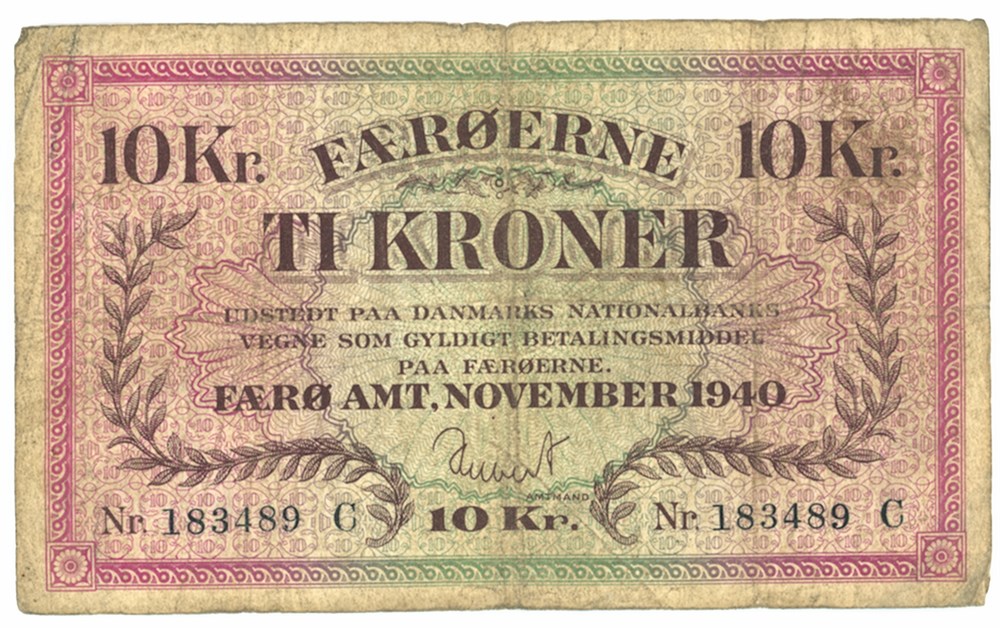 10 Kr. FÆRØERNE 10 Kr.
TI KRONER
UDSTEDT PAA DANMARKS NATIONALBANKS
VEGNE SOM GYLDIGT BETALINGSMIDDEL
PAA FÆRØERNE.
FÆRØ AMT, NOVEMBER 1940
AMTMAND
Nr. 183489 C 10 Kr. Nr. 183489 C